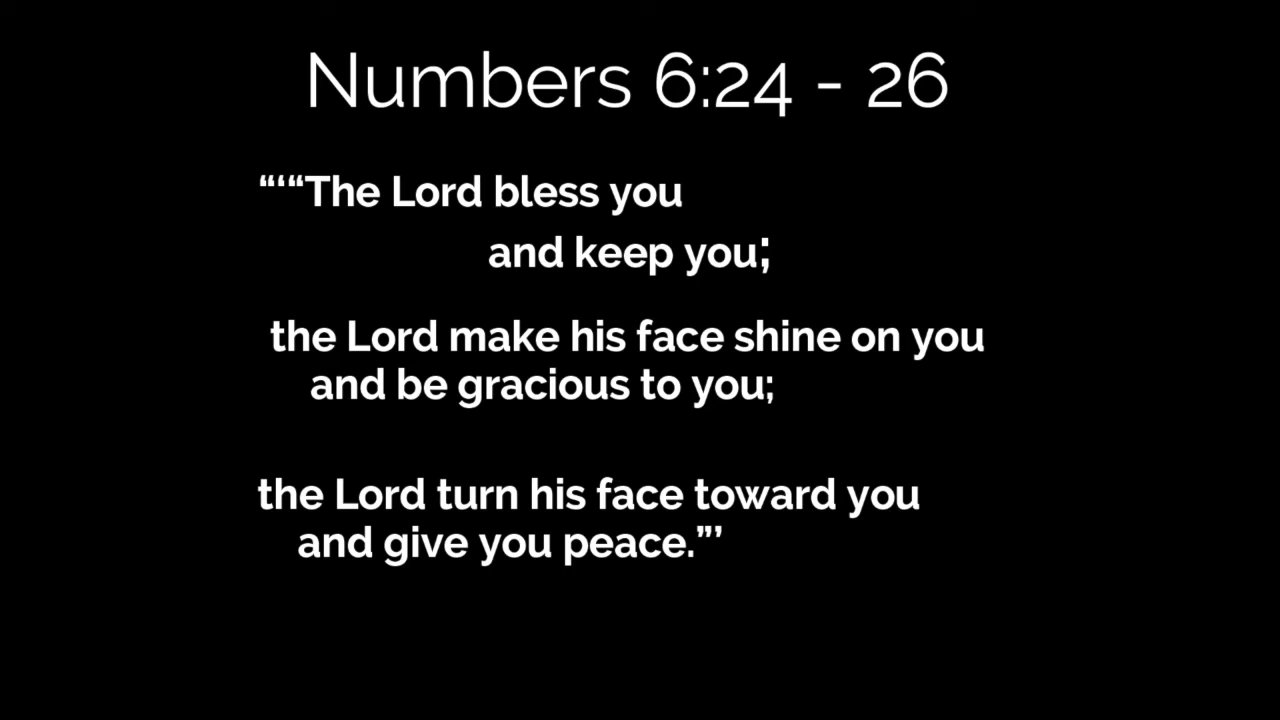 Numbers 6:24 - 26
“‘“The Lord bless you
and keep you;
the Lord make his face shine on you
and be gracious to you;
the Lord turn his face toward you
and give you peace.”’